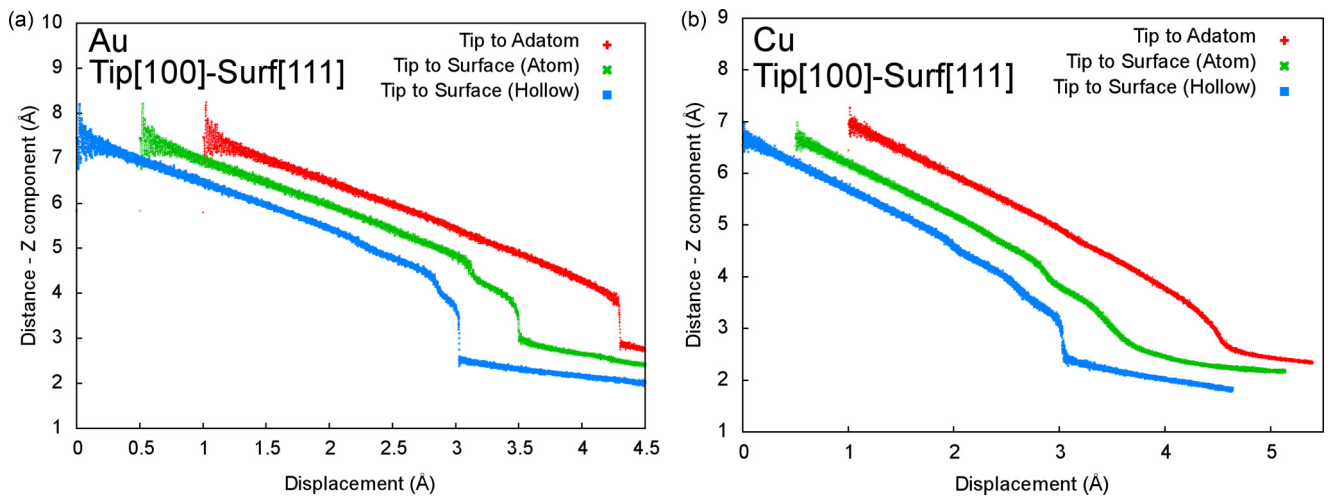 (a)
Au
Tip[100]-Surf[111]
Tip to Adatom
Tip to Surface (Atom)
Tip to Surface (Hollow)
Distance - Z component (Å)
10
9
8
7
6
5
4
3
2
1
0 0.5 1 1.5 2 2.5 3 3.5 4 4.5
Displacement (Å)
(b)
Cu
Tip[100]-Surf[111]
Tip to Adatom
Tip to Surface (Atom)
Tip to Surface (Hollow)
Distance - Z component (Å)
9
8
7
6
5
4
3
2
1
0 1 2 3 4 5
Displacement (Å)